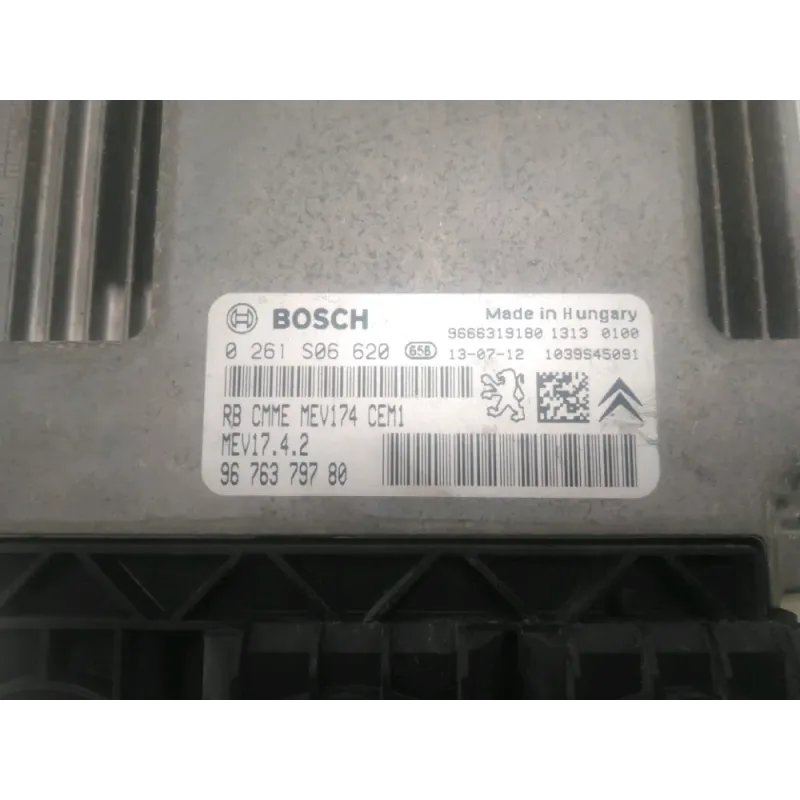 BOSCH
Made in Hungary
9666319180 1313 0100
0 261 S06 620 G5B 13-07-12 1039S45091
RB CMME MEV174 CEM1
MEV17.4.2
96 763 797 80